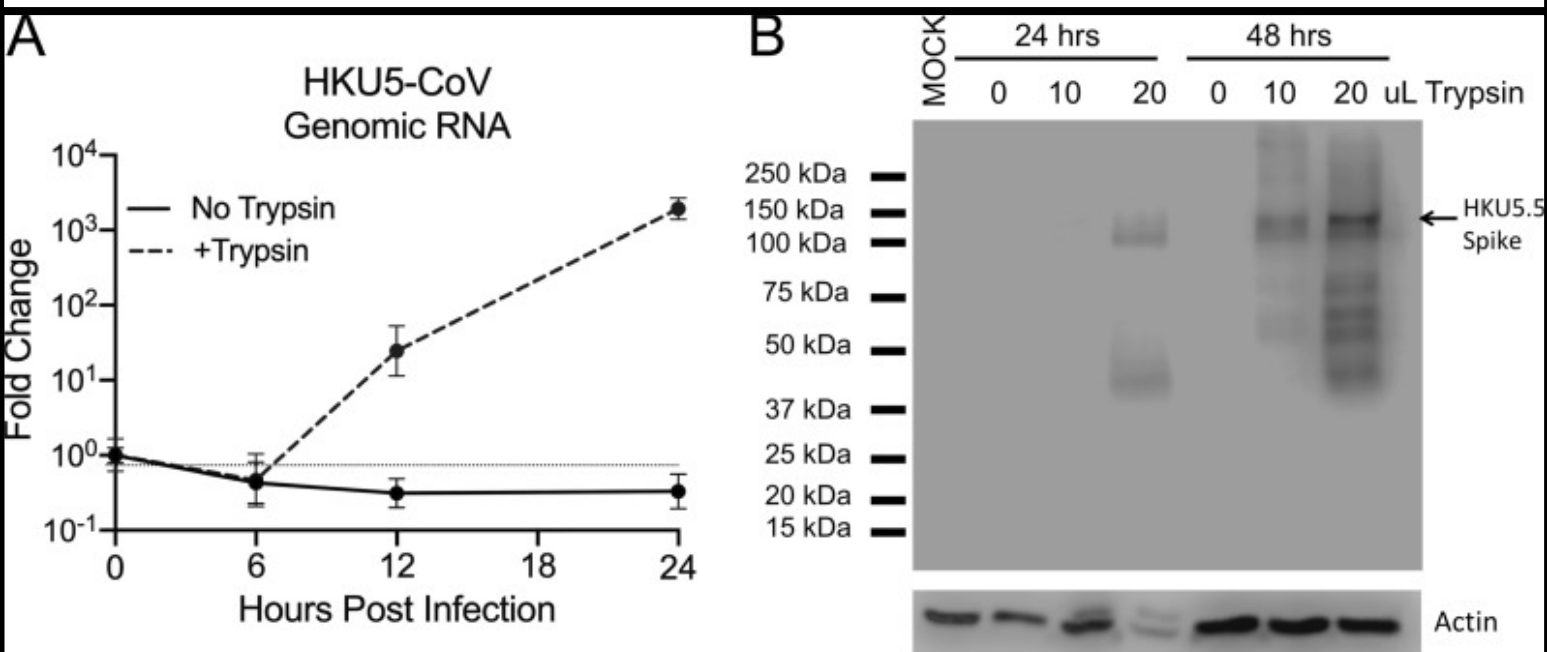 A
HKU5-CoV
Genomic RNA
10⁴
10³
10²
10¹
10⁰
10⁻¹
No Trypsin
+Trypsin
Fold Change
0 6 12 18 24
Hours Post Infection
B
MOCK
24 hrs 48 hrs
0 10 20 0 10 20 uL Trypsin
250 kDa
150 kDa
100 kDa
75 kDa
50 kDa
37 kDa
25 kDa
20 kDa
15 kDa
HKU5.5
Spike
Actin